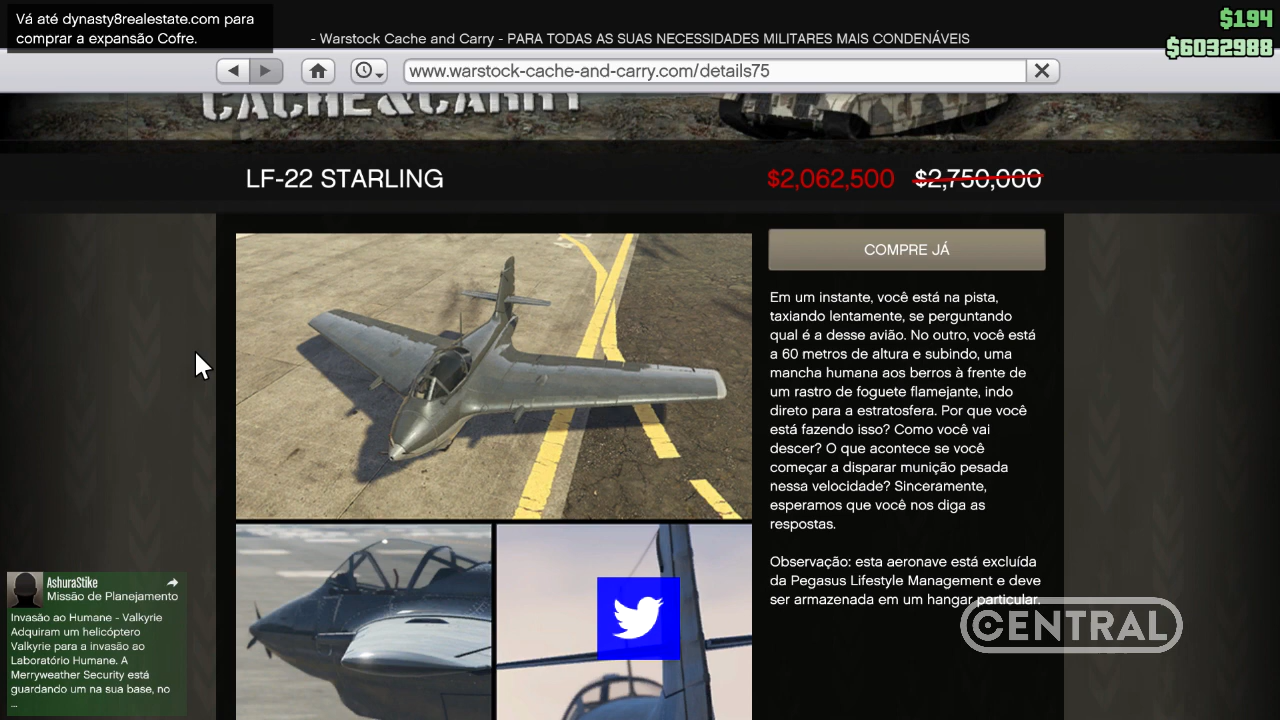 Vá até dynasty8realestate.com para
comprar a expansão Cofre.
- Warstock Cache and Carry - PARA TODAS AS SUAS NECESSIDADES MILITARES MAIS CONDENÁVEIS
$194
$6032988
www.warstock-cache-and-carry.com/details75
CACHE&CARRY
LF-22 STARLING
$2,062,500 $2,750,000
COMPRE JÁ
Em um instante, você está na pista,
taxiando lentamente, se perguntando
qual é a desse avião. No outro, você está
a 60 metros de altura e subindo, uma
mancha humana aos berros à frente de
um rastro de foguete flamejante, indo
direto para a estratosfera. Por que você
está fazendo isso? Como você vai
descer? O que acontece se você
começar a disparar munição pesada
nessa velocidade? Sinceramente,
esperamos que você nos diga as
respostas.
Observação: esta aeronave está excluída
da Pegasus Lifestyle Management e deve
ser armazenada em um hangar particular.
CENTRAL
AshuraStike
Missão de Planejamento
Invasão ao Humane - Valkyrie
Adquiram um helicóptero
Valkyrie para a invasão ao
Laboratório Humane. A
Merryweather Security está
guardando um na sua base, no
...